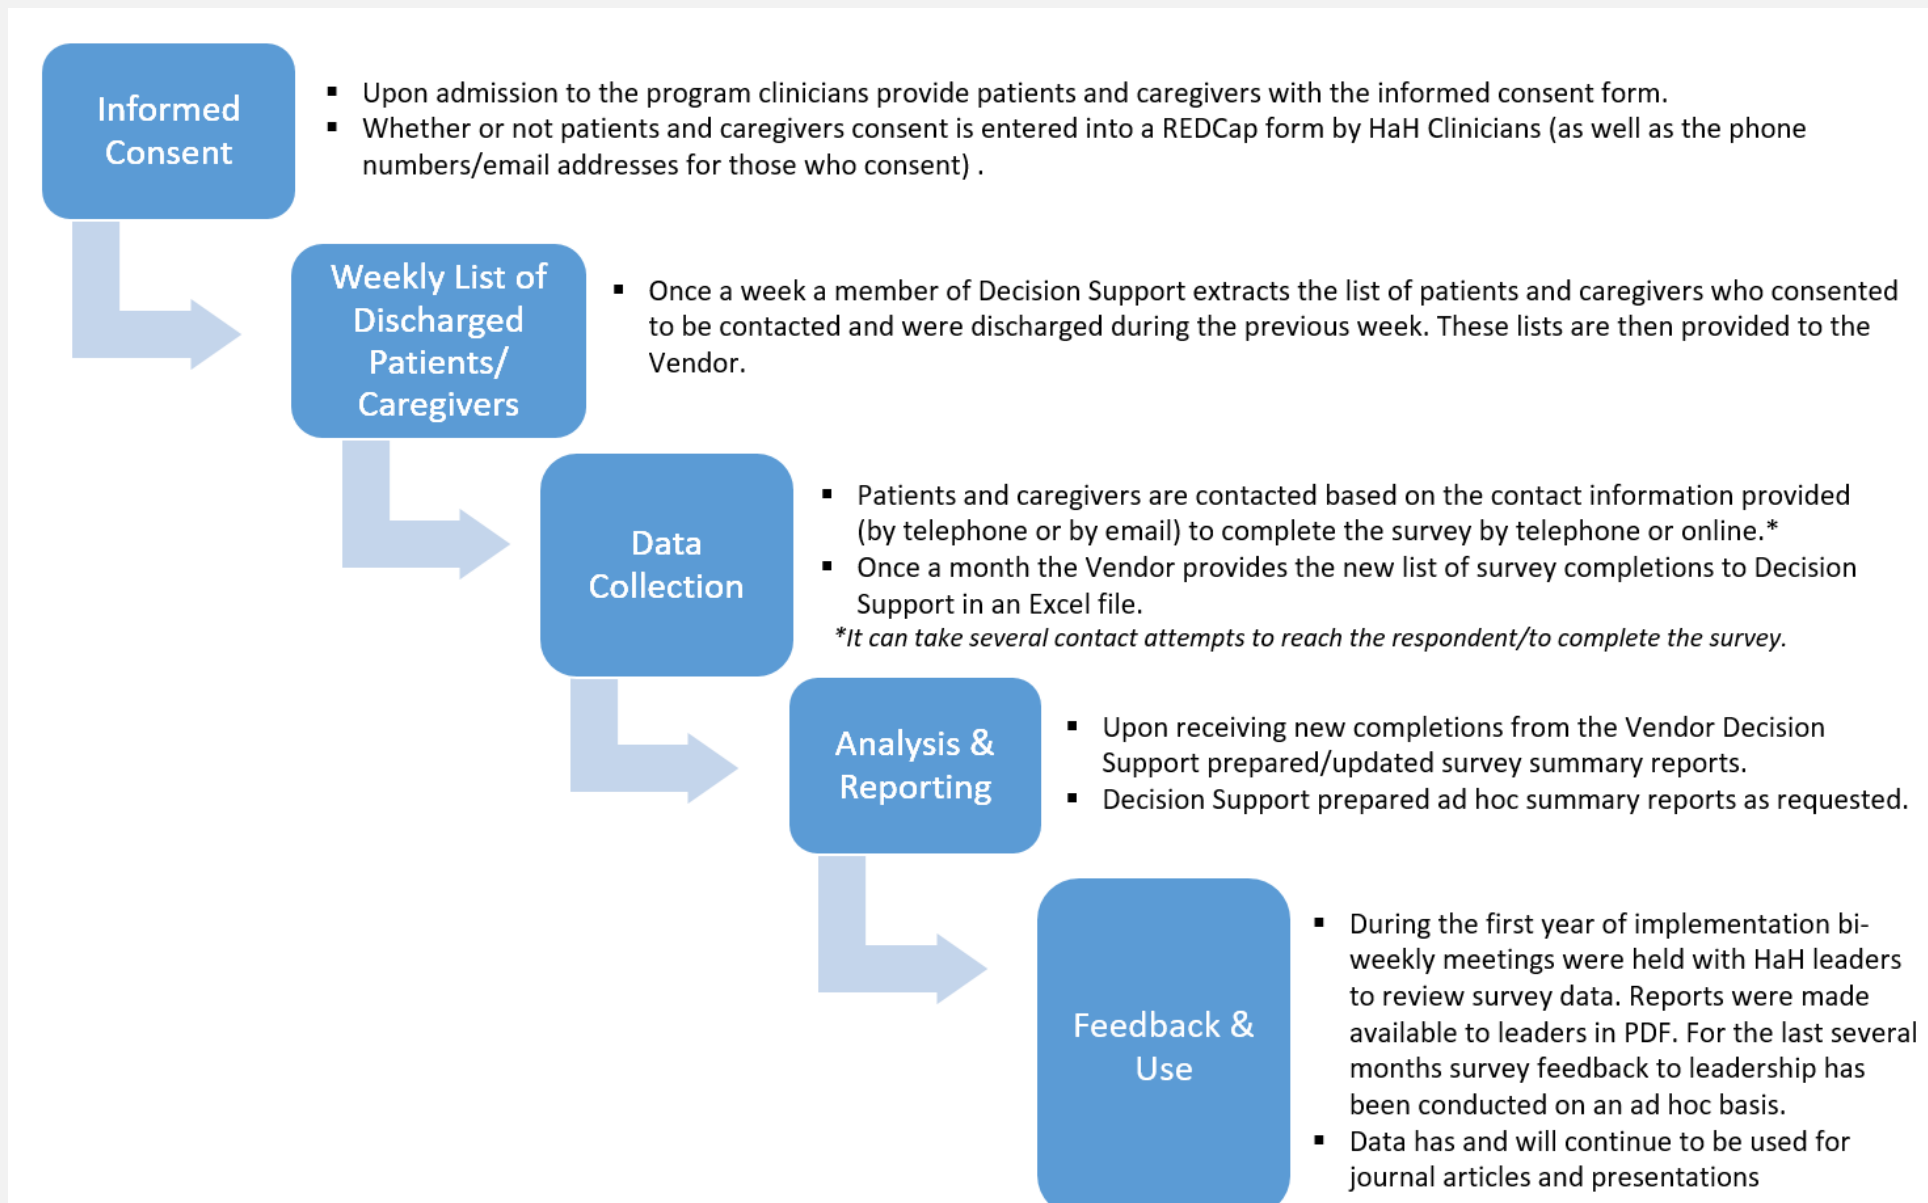 Informed
Consent
▪ Upon admission to the program clinicians provide patients and caregivers with the informed consent form.
▪ Whether or not patients and caregivers consent is entered into a REDCap form by HaH Clinicians (as well as the phone
numbers/email addresses for those who consent) .
Weekly List of
Discharged
Patients/
Caregivers
▪ Once a week a member of Decision Support extracts the list of patients and caregivers who consented
to be contacted and were discharged during the previous week. These lists are then provided to the
Vendor.
Data
Collection
▪ Patients and caregivers are contacted based on the contact information provided
(by telephone or by email) to complete the survey by telephone or online.*
▪ Once a month the Vendor provides the new list of survey completions to Decision
Support in an Excel file.
*It can take several contact attempts to reach the respondent/to complete the survey.
Analysis &
Reporting
▪ Upon receiving new completions from the Vendor Decision
Support prepared/updated survey summary reports.
▪ Decision Support prepared ad hoc summary reports as requested.
Feedback &
Use
▪ During the first year of implementation bi-
weekly meetings were held with HaH leaders
to review survey data. Reports were made
available to leaders in PDF. For the last several
months survey feedback to leadership has
been conducted on an ad hoc basis.
▪ Data has and will continue to be used for
journal articles and presentations